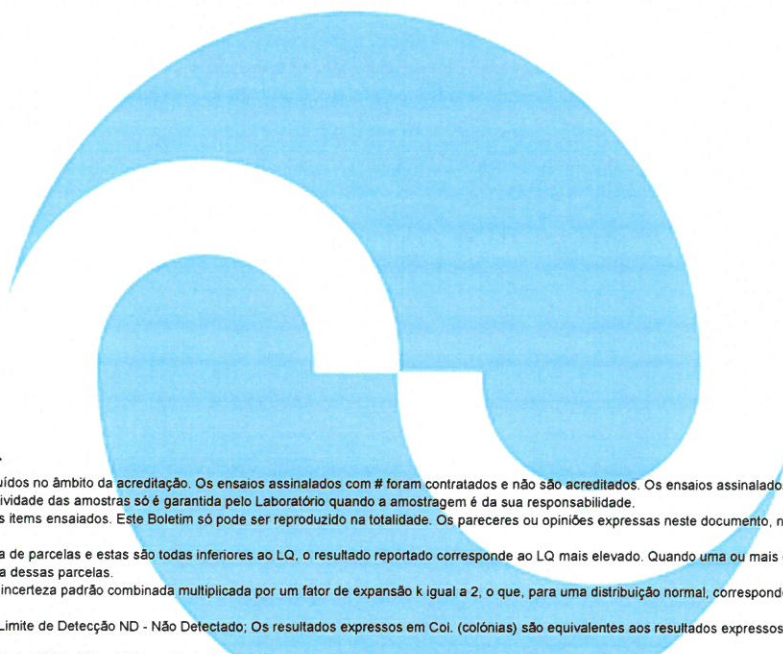 uídos no âmbito da acreditação. Os ensaios assinalados com # foram contratados e não são acreditados. Os ensaios assinalado
ividade das amostras só é garantida pelo Laboratório quando a amostragem é da sua responsabilidade.
s items ensaiados. Este Boletim só pode ser reproduzido na totalidade. Os pareceres ou opiniões expressas neste documento, n
a de parcelas e estas são todas inferiores ao LQ, o resultado reportado corresponde ao LQ mais elevado. Quando uma ou mais
a dessas parcelas.
incerteza padrão combinada multiplicada por um fator de expansão k igual a 2, o que, para uma distribuição normal, corresponde
Limite de Detecção ND - Não Detectado; Os resultados expressos em Col. (colónias) são equivalentes aos resultados expressos